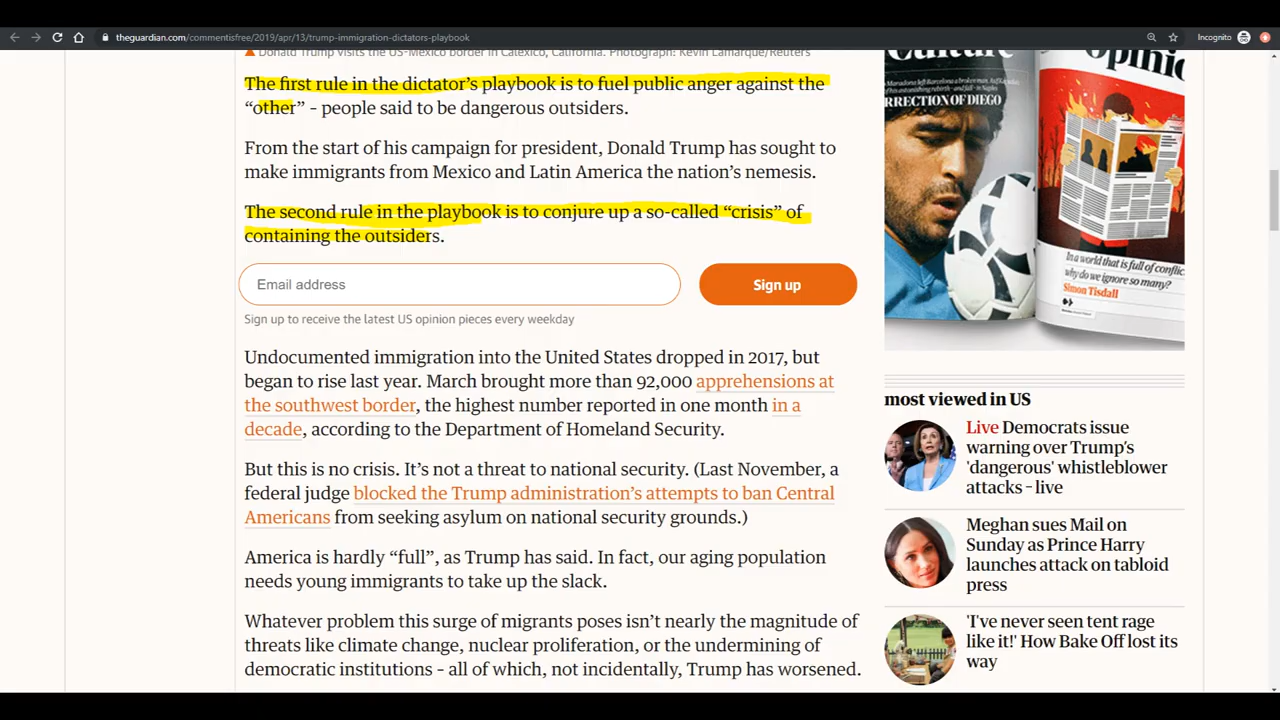 theguardian.com/commentisfree/2019/apr/13/trump-immigration-dictators-playbook
Incognito
Donald Trump visits the US-Mexico border in Calexico, California. Photograph: Kevin Lamarque/Reuters
The first rule in the dictator's playbook is to fuel public anger against the
“other” – people said to be dangerous outsiders.
From the start of his campaign for president, Donald Trump has sought to
make immigrants from Mexico and Latin America the nation's nemesis.
The second rule in the playbook is to conjure up a so-called “crisis” of
containing the outsiders.
Email address
Sign up
Sign up to receive the latest US opinion pieces every weekday
Undocumented immigration into the United States dropped in 2017, but
began to rise last year. March brought more than 92,000 apprehensions at
the southwest border, the highest number reported in one month in a
decade, according to the Department of Homeland Security.
But this is no crisis. It's not a threat to national security. (Last November, a
federal judge blocked the Trump administration's attempts to ban Central
Americans from seeking asylum on national security grounds.)
America is hardly “full”, as Trump has said. In fact, our aging population
needs young immigrants to take up the slack.
Whatever problem this surge of migrants poses isn't nearly the magnitude of
threats like climate change, nuclear proliferation, or the undermining of
democratic institutions – all of which, not incidentally, Trump has worsened.
Culture
RRECTION OF DIEGO
Opinio
In a world that is full of conflic
why do we ignore so many?
Simon Tisdall
most viewed in US
Live Democrats issue
warning over Trump's
'dangerous' whistleblower
attacks – live
Meghan sues Mail on
Sunday as Prince Harry
launches attack on tabloid
press
'I've never seen tent rage
like it!' How Bake Off lost its
way